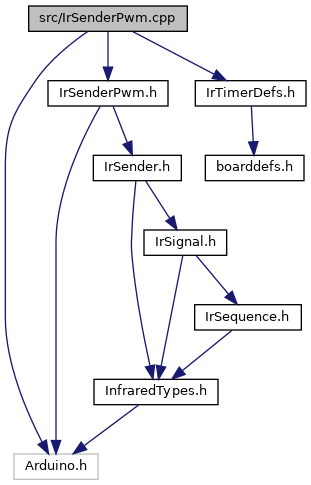 src/IrSenderPwm.cpp
IrSenderPwm.h
IrTimerDefs.h
IrSender.h
boarddefs.h
IrSignal.h
IrSequence.h
InfraredTypes.h
Arduino.h